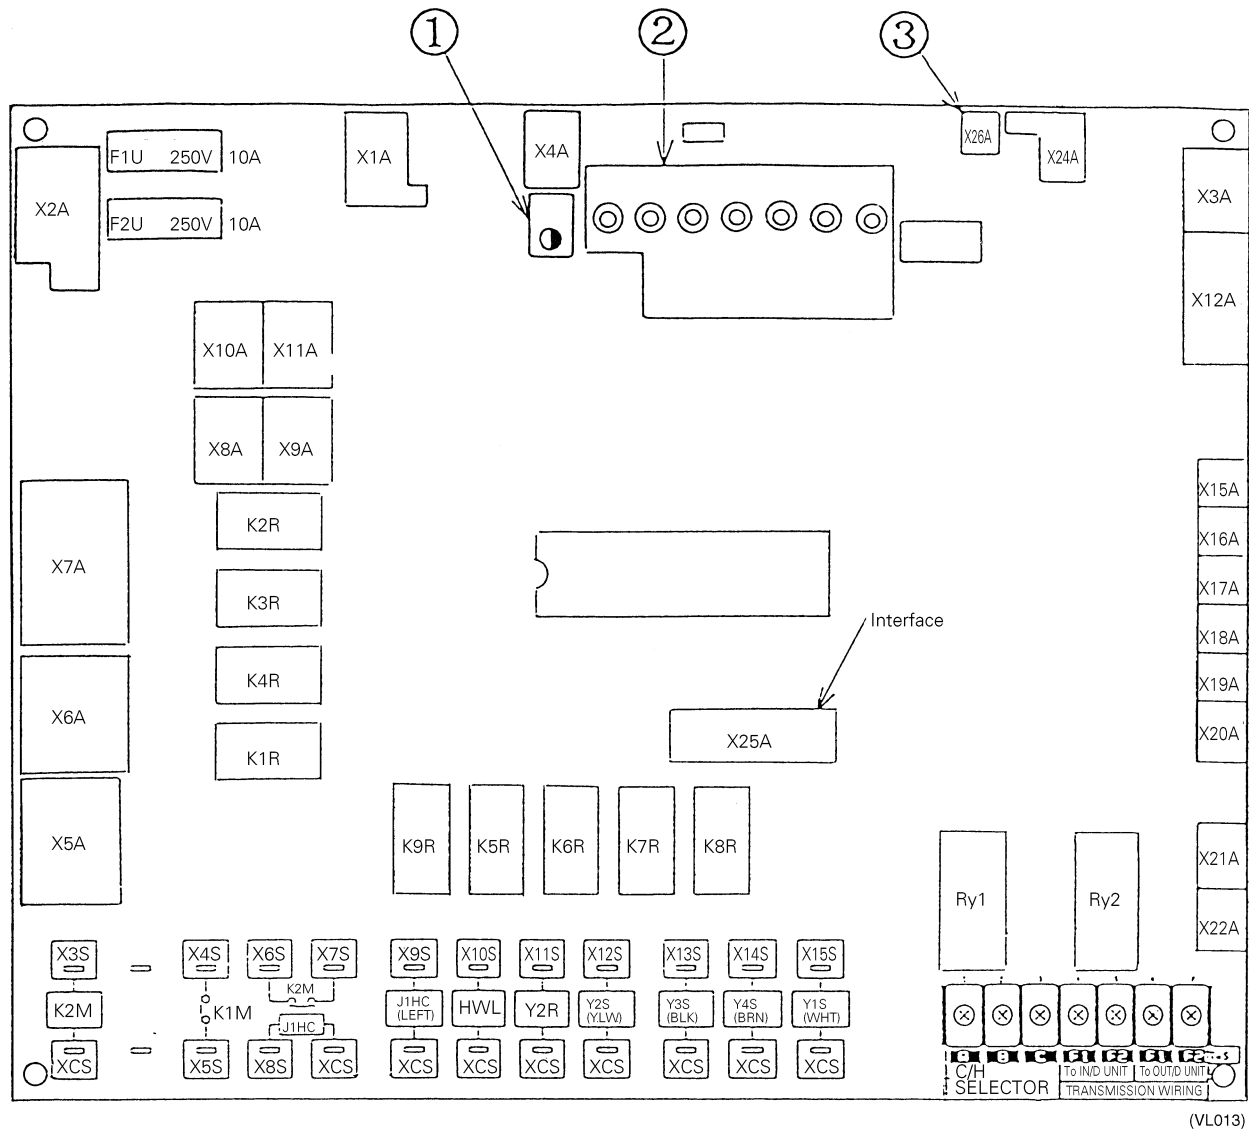 ① ② ③
F1U 250V 10A
X1A
X4A
X26A
X24A
X2A
X3A
F2U 250V 10A
X12A
X10A X11A
X8A X9A
X15A
K2R
X16A
X7A
X17A
K3R
Interface
X18A
K4R
X19A
X6A
X20A
X25A
K1R
X5A
K9R K5R K6R K7R K8R
X21A
Ry1 Ry2
X22A
X3S X4S X6S X7S X9S X10S X11S X12S X13S X14S X15S
K2M
K2M
K1M
J1HC
(LEFT)
HWL
Y2R
Y2S
(YLW)
Y3S
(BLK)
Y4S
(BRN)
Y1S
(WHT)
J1HC
XCS X5S X8S XCS XCS XCS XCS XCS XCS XCS XCS
C F1 F2 F1 F2
C/H
SELECTOR
To IN/D UNIT To OUT/D UNIT
TRANSMISSION WIRING
(VL013)